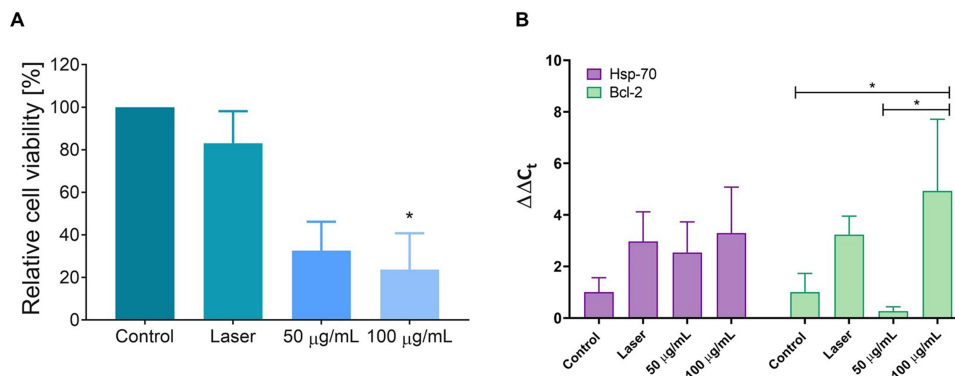 A
Relative cell viability [%]
120
100
80
60
40
20
0
*
Control
Laser
50 μg/mL
100 μg/mL
B
ΔΔCt
10
8
6
4
2
0
Hsp-70
Bcl-2
*
*
Control
Laser
50 μg/mL
100 μg/mL
Control
Laser
50 μg/mL
100 μg/mL